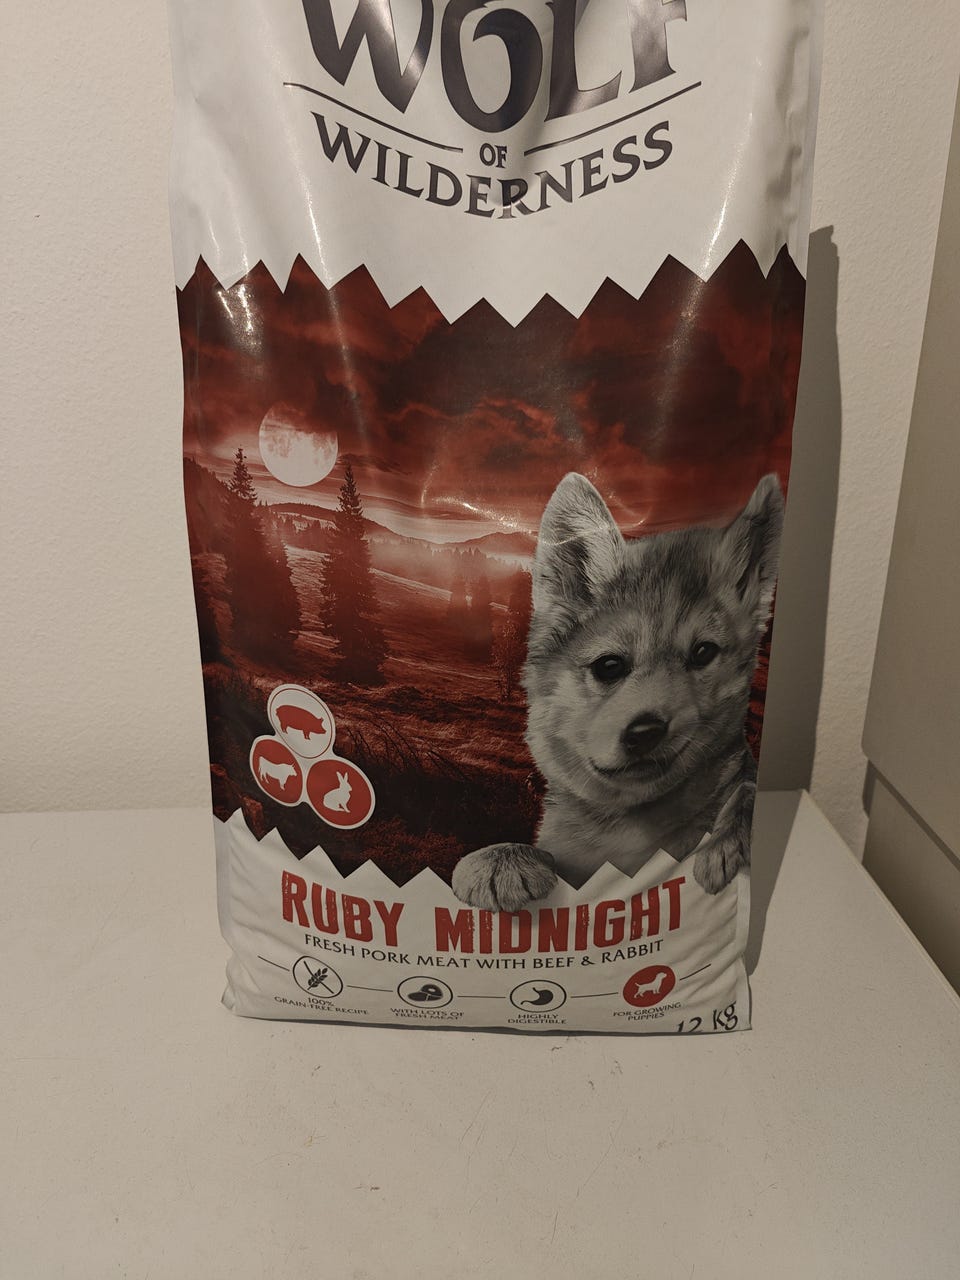 WOLF
OF
WILDERNESS
RUBY MIDNIGHT
FRESH PORK MEAT WITH BEEF & RABBIT
100%
GRAIN-FREE RECIPE
WITH LOTS OF
FRESH MEAT
HIGHLY
DIGESTIBLE
FOR GROWING
PUPPIES
12 kg